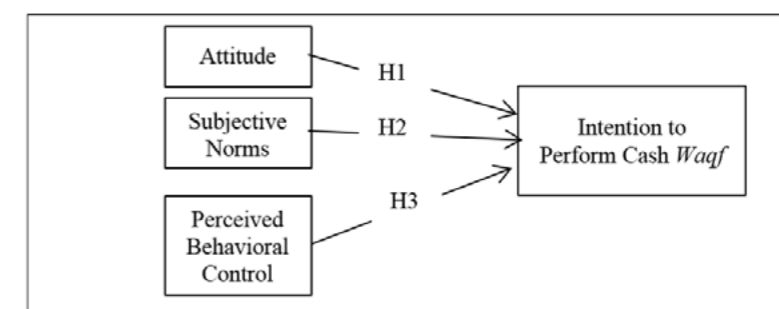 Attitude
H1
Subjective
Norms
H2
Intention to
Perform Cash Waqf
H3
Perceived
Behavioral
Control